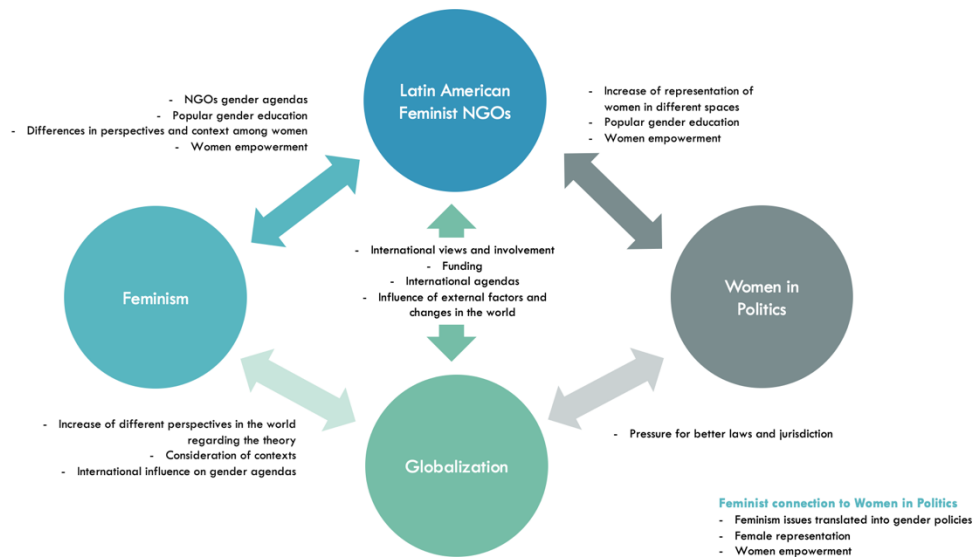 Latin American
Feminist NGOs
- NGOs gender agendas
- Popular gender education
- Differences in perspectives and context among women
- Women empowerment
- Increase of representation of
women in different spaces
- Popular gender education
- Women empowerment
Feminism
- International views and involvement
- Funding
- International agendas
- Influence of external factors and
changes in the world
Women in
Politics
- Increase of different perspectives in the world
regarding the theory
- Consideration of contexts
- International influence on gender agendas
Globalization
- Pressure for better laws and jurisdiction
Feminist connection to Women in Politics
- Feminism issues translated into gender policies
- Female representation
- Women empowerment